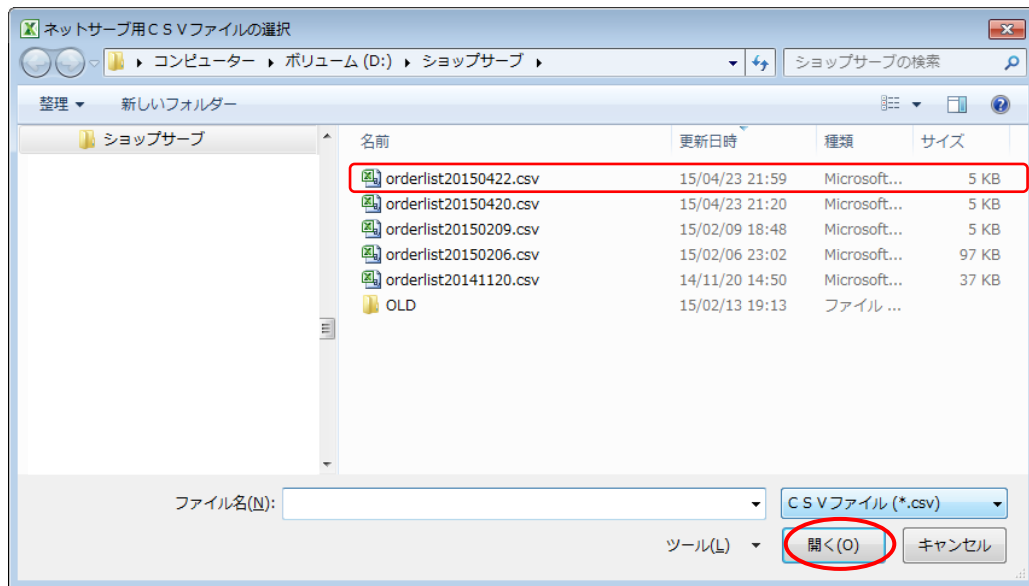 ネットサーブ用ＣＳＶファイルの選択
コンピューター ボリューム (D:) ショップサーブ ショップサーブの検索
整理 新しいフォルダー
ショップサーブ 名前 更新日時 種類 サイズ
orderlist20150422.csv 15/04/23 21:59 Microsoft... 5 KB
orderlist20150420.csv 15/04/23 21:20 Microsoft... 5 KB
orderlist20150209.csv 15/02/09 18:48 Microsoft... 5 KB
orderlist20150206.csv 15/02/06 23:02 Microsoft... 97 KB
orderlist20141120.csv 14/11/20 14:50 Microsoft... 37 KB
OLD 15/02/13 19:13 ファイル ...
ファイル名(N): ＣＳＶファイル (*.csv)
ツール(L) 開く(O) キャンセル